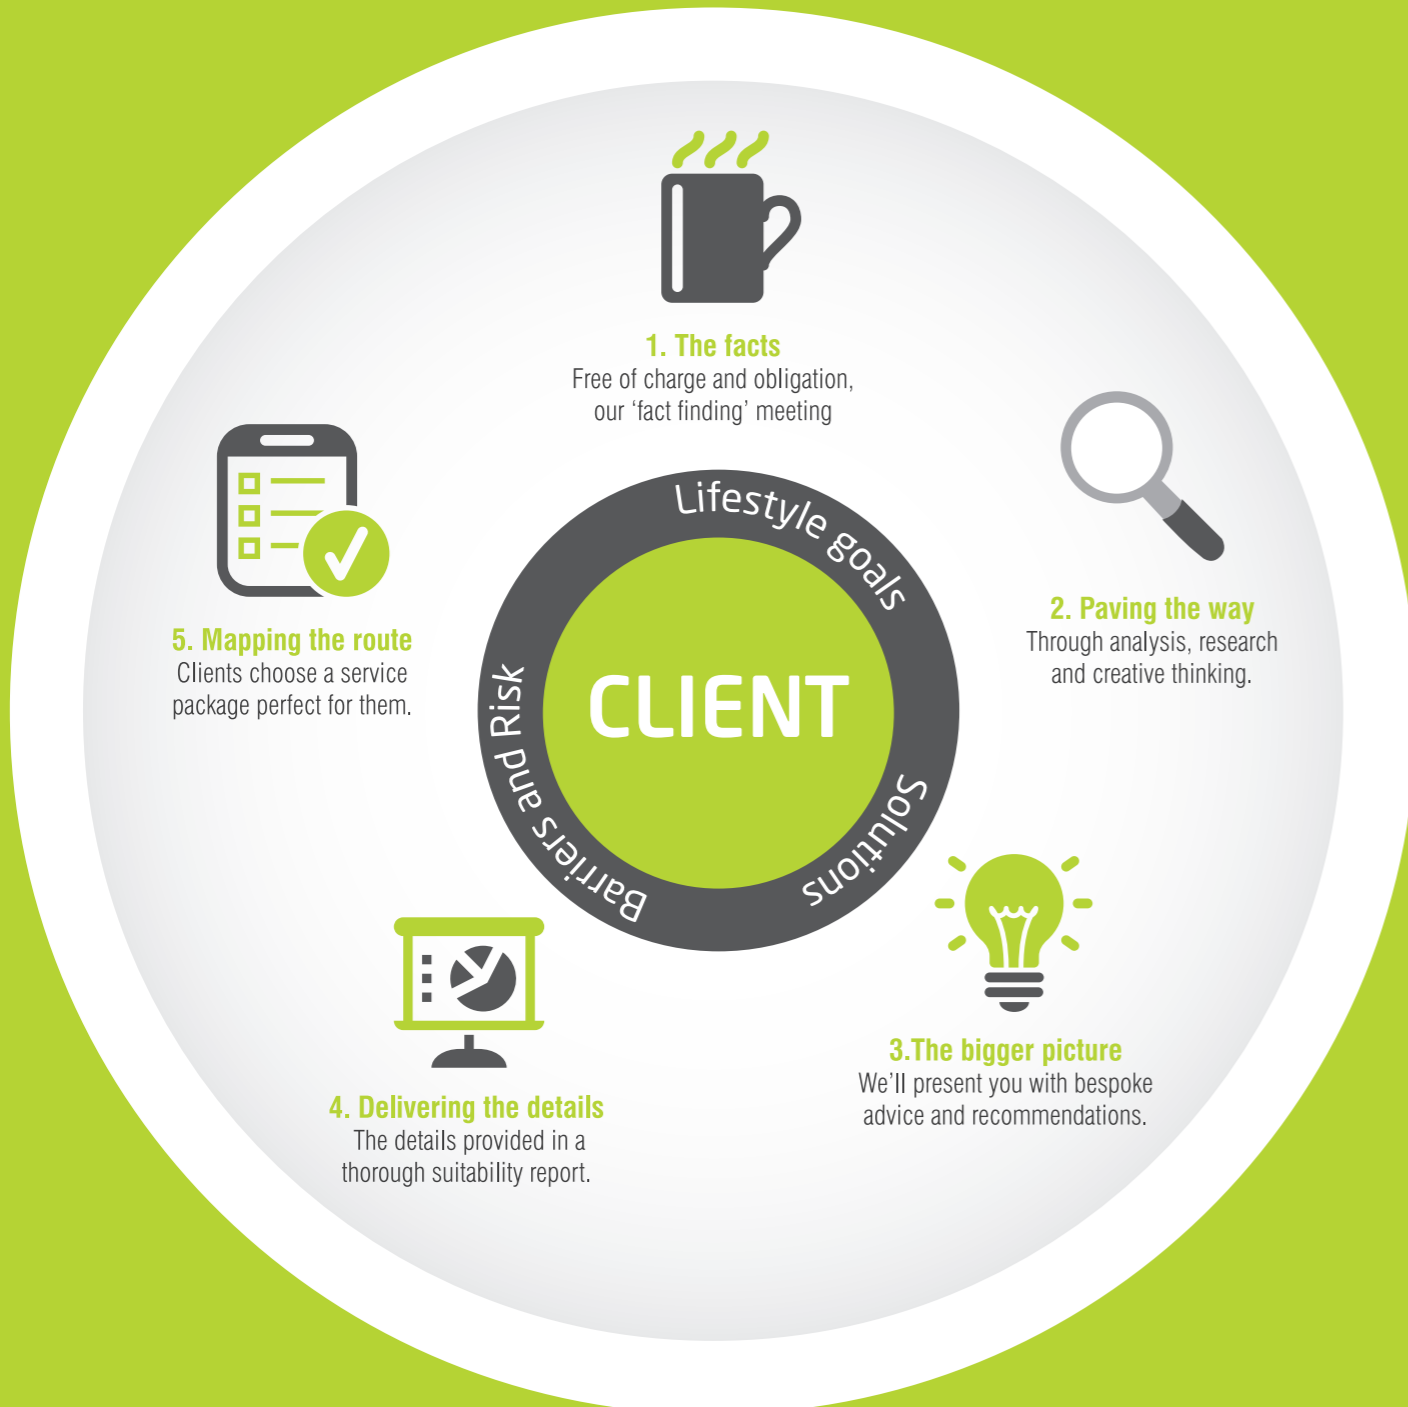 1. The facts
Free of charge and obligation,
our ‘fact finding’ meeting
2. Paving the way
Through analysis, research
and creative thinking.
3.The bigger picture
We’ll present you with bespoke
advice and recommendations.
4. Delivering the details
The details provided in a
thorough suitability report.
5. Mapping the route
Clients choose a service
package perfect for them.
Lifestyle goals
Solutions
Barriers and Risk
CLIENT